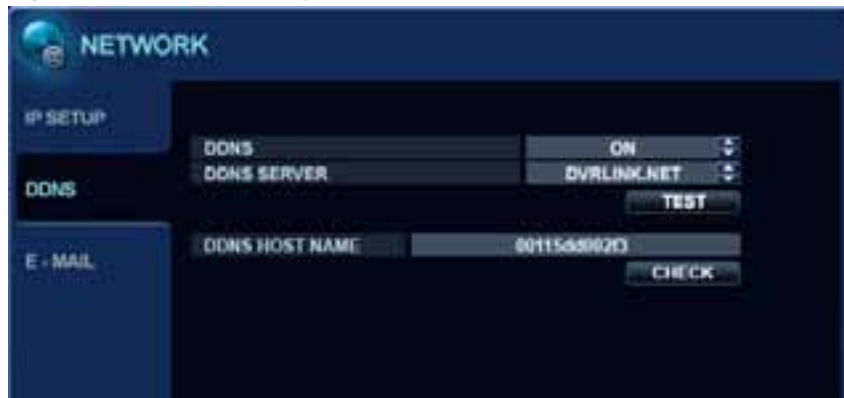 NETWORK
IP SETUP
DDNS ON
DDNS SERVER DVRLINK.NET
DDNS
TEST
DDNS HOST NAME
E - MAIL
CHECK